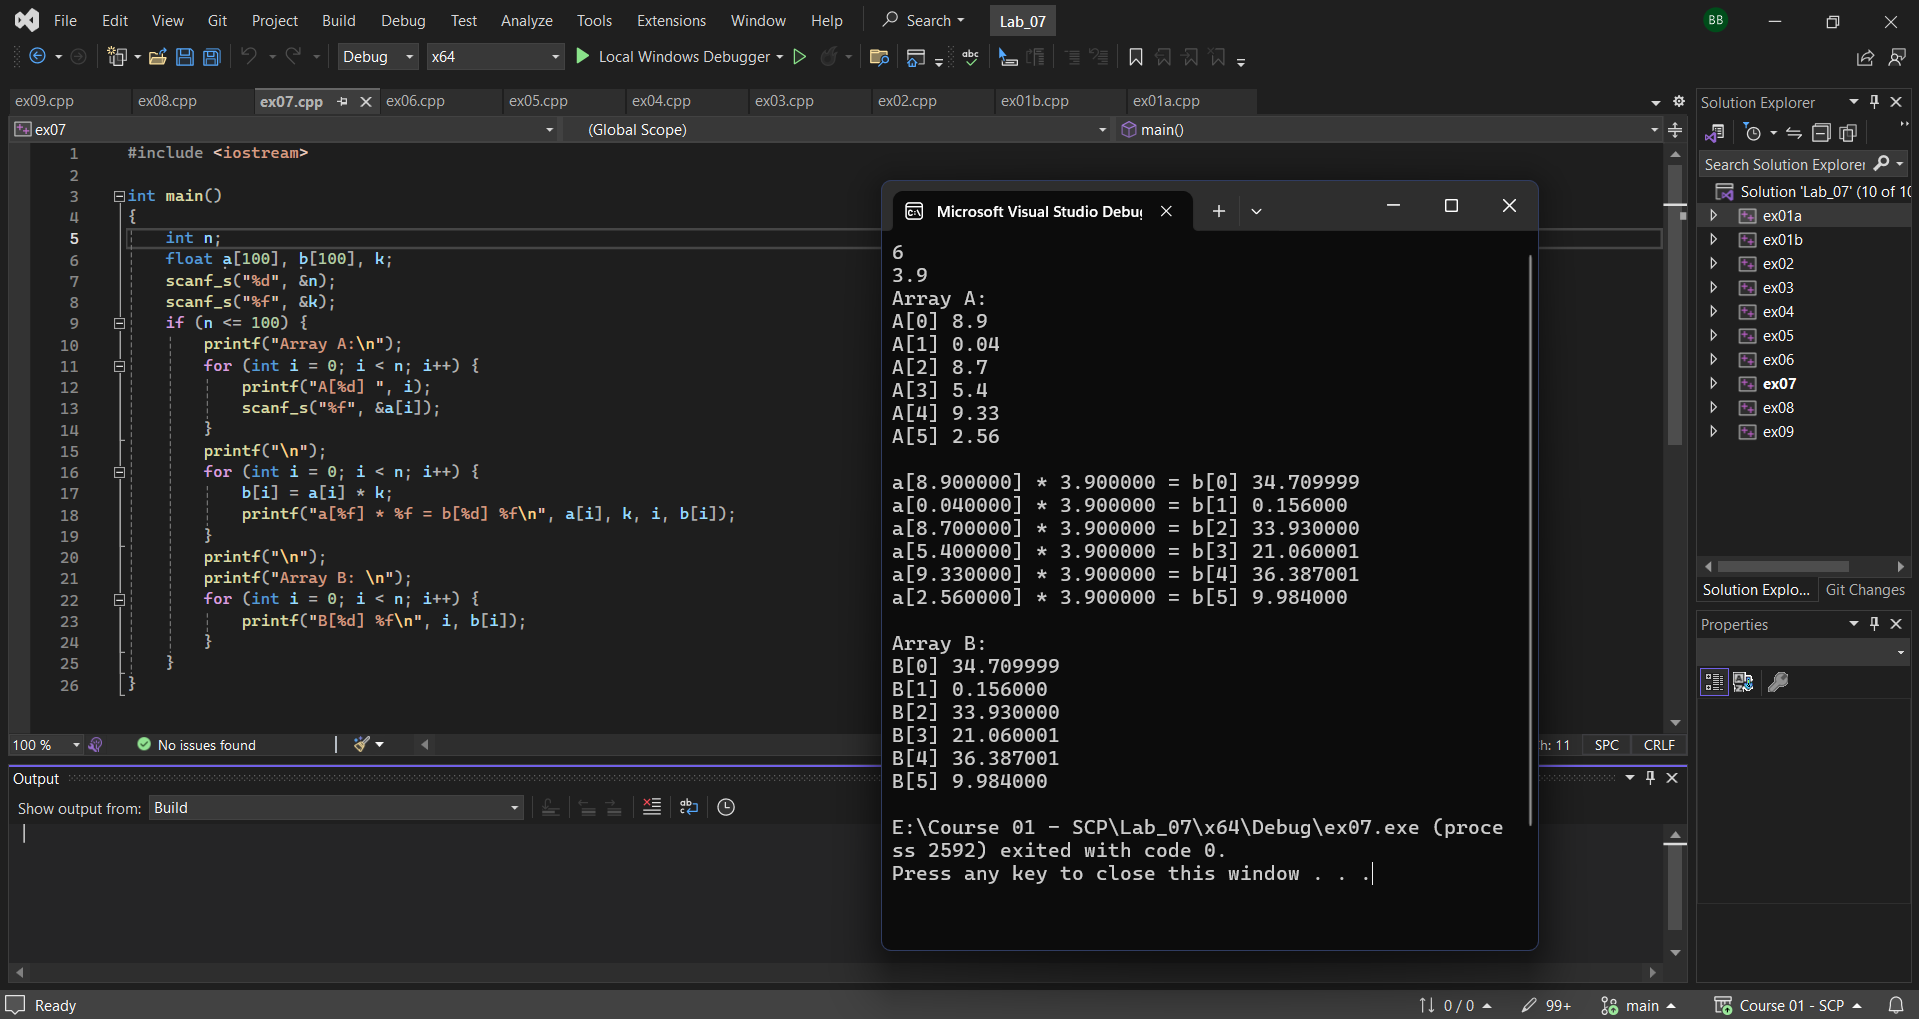 File Edit View Git Project Build Debug Test Analyze Tools Extensions Window Help Search Lab_07 BB
Debug x64 Local Windows Debugger
ex09.cpp ex08.cpp ex07.cpp ex06.cpp ex05.cpp ex04.cpp ex03.cpp ex02.cpp ex01b.cpp ex01a.cpp
ex07 (Global Scope) main()
1 #include <iostream>
2
3 int main()
4 {
5 int n;
6 float a[100], b[100], k;
7 scanf_s("%d", &n);
8 scanf_s("%f", &k);
9 if (n <= 100) {
10 printf("Array A:\n");
11 for (int i = 0; i < n; i++) {
12 printf("A[%d] ", i);
13 scanf_s("%f", &a[i]);
14 }
15 printf("\n");
16 for (int i = 0; i < n; i++) {
17 b[i] = a[i] * k;
18 printf("a[%f] * %f = b[%d] %f\n", a[i], k, i, b[i]);
19 }
20 printf("\n");
21 printf("Array B: \n");
22 for (int i = 0; i < n; i++) {
23 printf("B[%d] %f\n", i, b[i]);
24 }
25 }
26 }
100 % No issues found
h: 11 SPC CRLF
Output
Show output from: Build
Microsoft Visual Studio Debu
6
3.9
Array A:
A[0] 8.9
A[1] 0.04
A[2] 8.7
A[3] 5.4
A[4] 9.33
A[5] 2.56
a[8.900000] * 3.900000 = b[0] 34.709999
a[0.040000] * 3.900000 = b[1] 0.156000
a[8.700000] * 3.900000 = b[2] 33.930000
a[5.400000] * 3.900000 = b[3] 21.060001
a[9.330000] * 3.900000 = b[4] 36.387001
a[2.560000] * 3.900000 = b[5] 9.984000
Array B:
B[0] 34.709999
B[1] 0.156000
B[2] 33.930000
B[3] 21.060001
B[4] 36.387001
B[5] 9.984000
E:\Course 01 - SCP\Lab_07\x64\Debug\ex07.exe (proce
ss 2592) exited with code 0.
Press any key to close this window . . .
Solution Explorer
Search Solution Explorer
Solution 'Lab_07' (10 of 10
ex01a
ex01b
ex02
ex03
ex04
ex05
ex06
ex07
ex08
ex09
Solution Explo... Git Changes
Properties
Ready 0 / 0 99+ main Course 01 - SCP